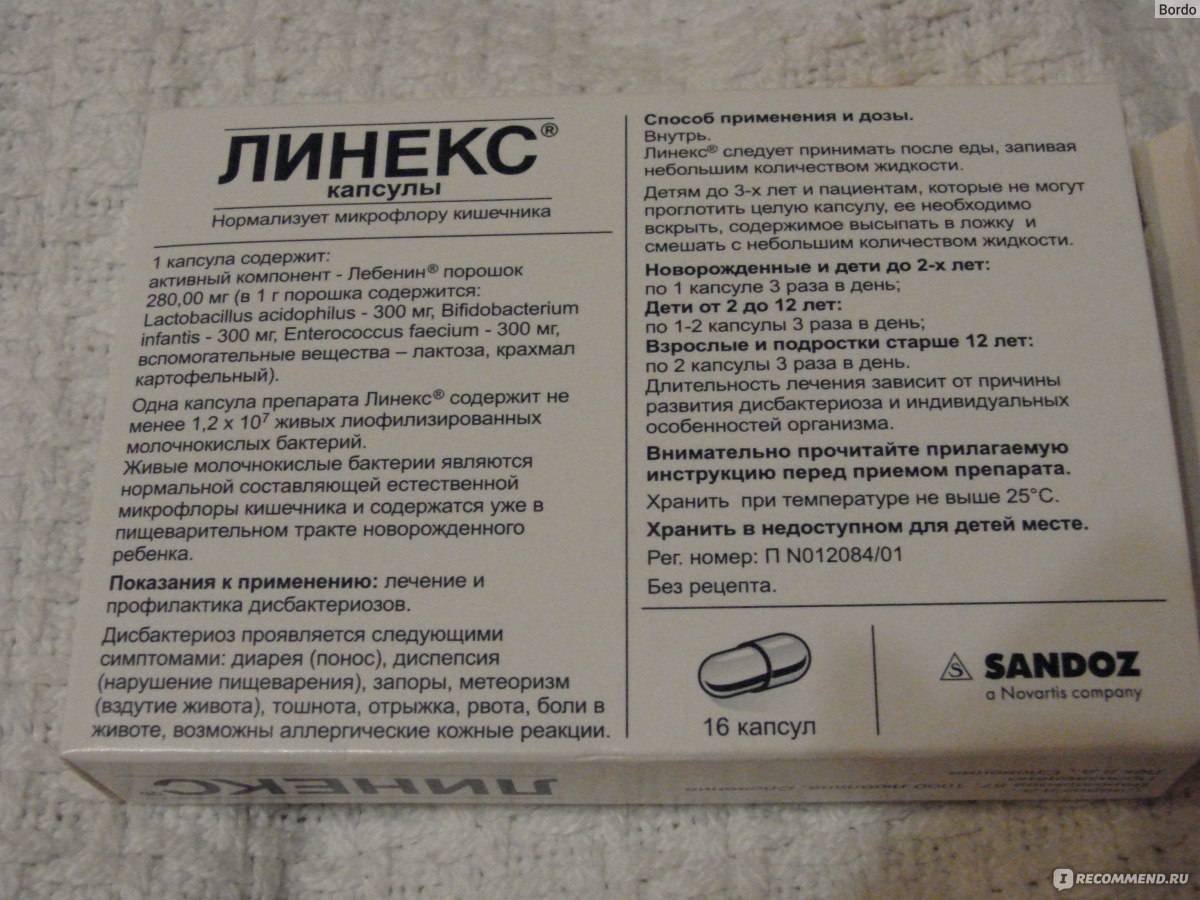 Bordo
ЛИНЕКС®
капсулы
Нормализует микрофлору кишечника
1 капсула содержит:
активный компонент - Лебенин® порошок
280,00 мг (в 1 г порошка содержится:
Lactobacillus acidophilus - 300 мг, Bifidobacterium
infantis - 300 мг, Enterococcus faecium - 300 мг,
вспомогательные вещества – лактоза, крахмал
картофельный).
Одна капсула препарата Линекс® содержит не
менее 1,2 x 10⁷ живых лиофилизированных
молочнокислых бактерий.
Живые молочнокислые бактерии являются
нормальной составляющей естественной
микрофлоры кишечника и содержатся уже в
пищеварительном тракте новорожденного
ребенка.
Показания к применению: лечение и
профилактика дисбактериозов.
Дисбактериоз проявляется следующими
симптомами: диарея (понос), диспепсия
(нарушение пищеварения), запоры, метеоризм
(вздутие живота), тошнота, отрыжка, рвота, боли в
животе, возможны аллергические кожные реакции.
Способ применения и дозы.
Внутрь.
Линекс® следует принимать после еды, запивая
небольшим количеством жидкости.
Детям до 3-х лет и пациентам, которые не могут
проглотить целую капсулу, ее необходимо
вскрыть, содержимое высыпать в ложку и
смешать с небольшим количеством жидкости.
Новорожденные и дети до 2-х лет:
по 1 капсуле 3 раза в день;
Дети от 2 до 12 лет:
по 1-2 капсулы 3 раза в день;
Взрослые и подростки старше 12 лет:
по 2 капсулы 3 раза в день.
Длительность лечения зависит от причины
развития дисбактериоза и индивидуальных
особенностей организма.
Внимательно прочитайте прилагаемую
инструкцию перед приемом препарата.
Хранить при температуре не выше 25°С.
Хранить в недоступном для детей месте.
Рег. номер: П N012084/01
Без рецепта.
16 капсул
SANDOZ
a Novartis company
ЛИНЕКС®
IRECOMMEND.RU